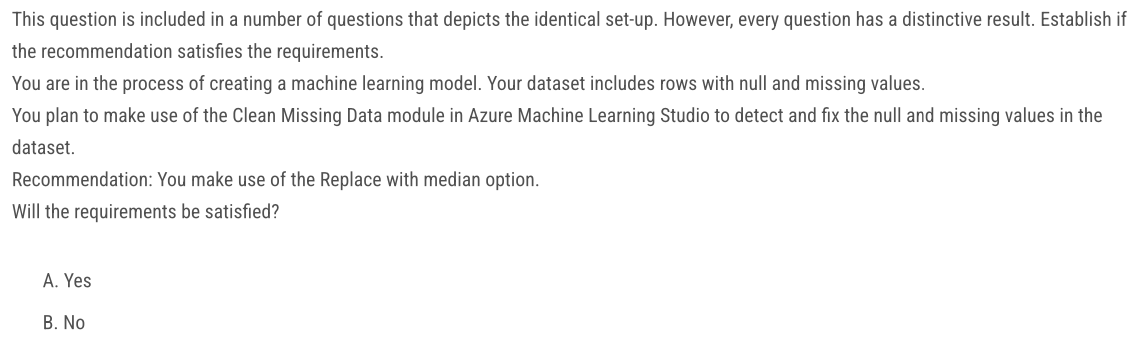 This question is included in a number of questions that depicts the identical set-up. However, every question has a distinctive result. Establish if
the recommendation satisfies the requirements.
You are in the process of creating a machine learning model. Your dataset includes rows with null and missing values.
You plan to make use of the Clean Missing Data module in Azure Machine Learning Studio to detect and fix the null and missing values in the
dataset.
Recommendation: You make use of the Replace with median option.
Will the requirements be satisfied?
A. Yes
B. No